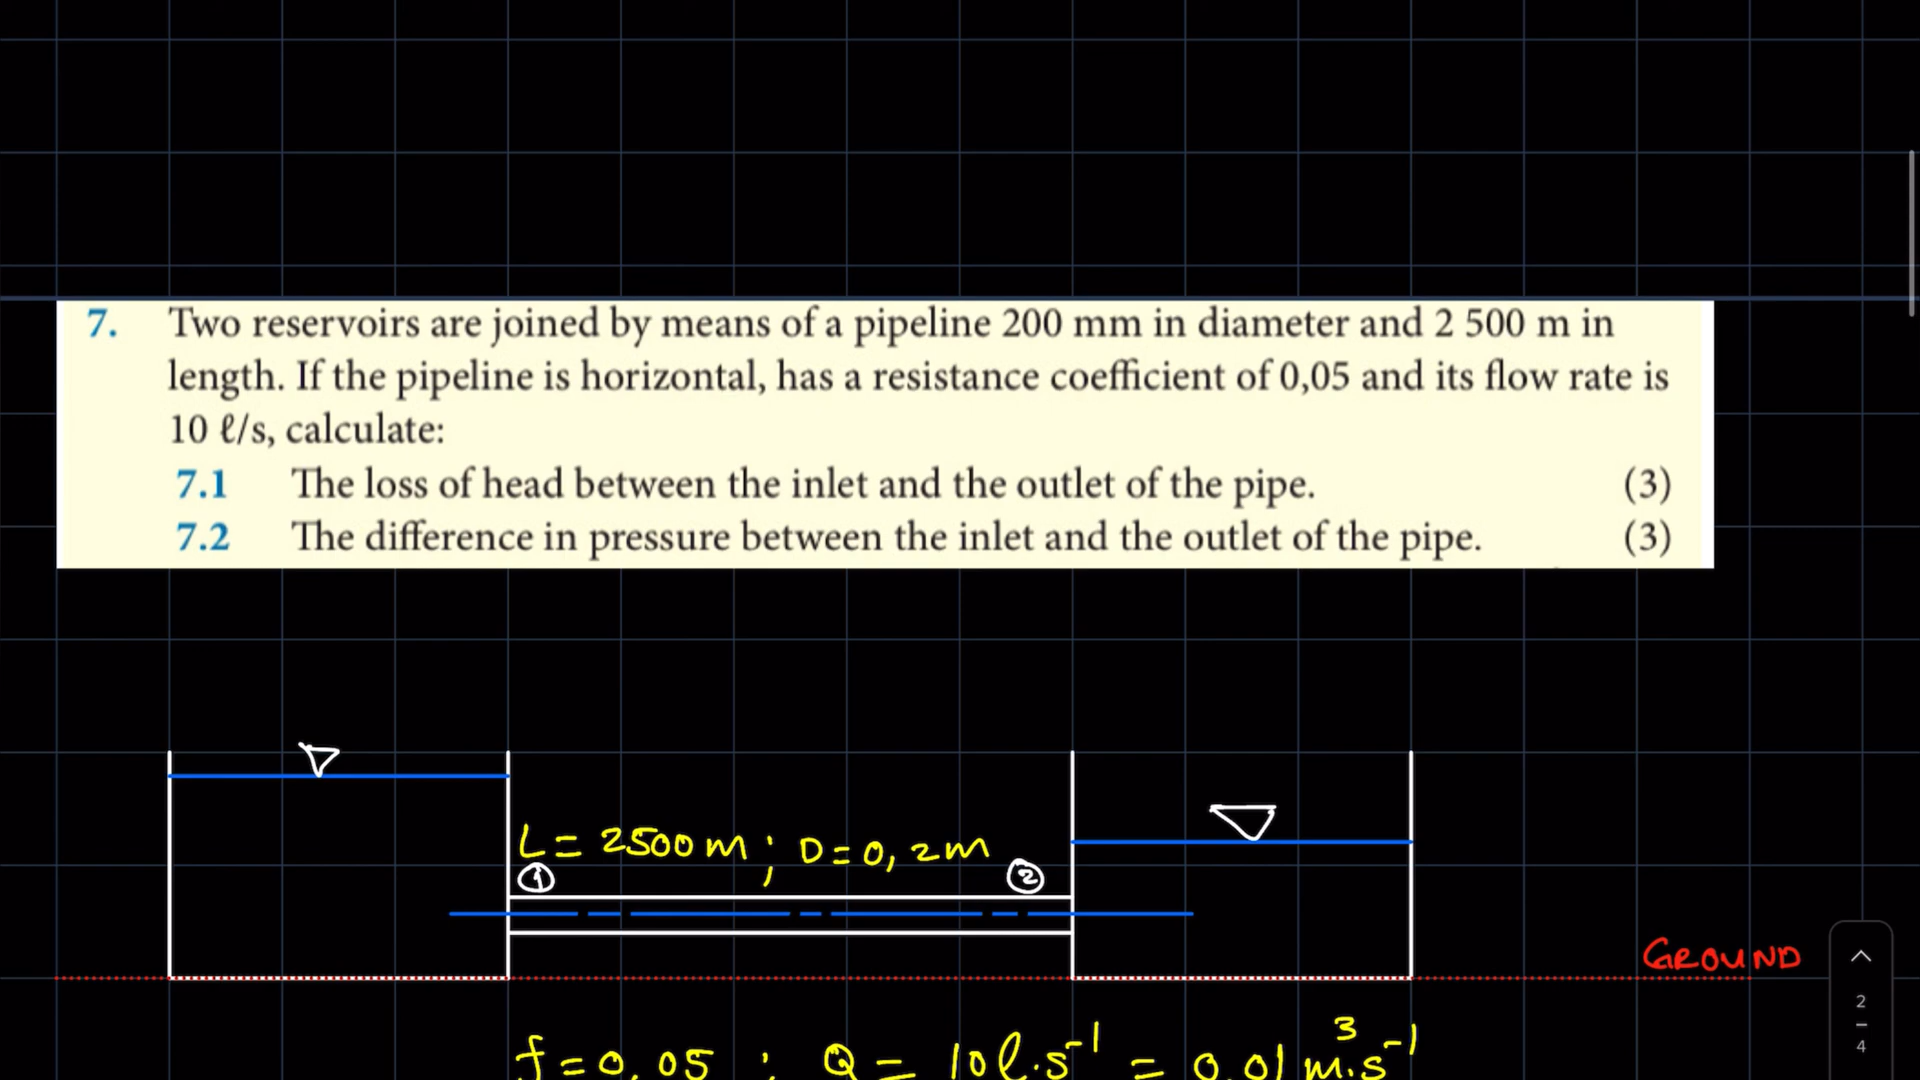 7. Two reservoirs are joined by means of a pipeline 200 mm in diameter and 2 500 m in
length. If the pipeline is horizontal, has a resistance coefficient of 0,05 and its flow rate is
10 ℓ/s, calculate:
7.1 The loss of head between the inlet and the outlet of the pipe. (3)
7.2 The difference in pressure between the inlet and the outlet of the pipe. (3)
L = 2500 m ; D = 0,2m
① ②
GROUND
f = 0,05 ; Q = 10 l.s⁻¹ = 0.01 m³.s⁻¹
2
4